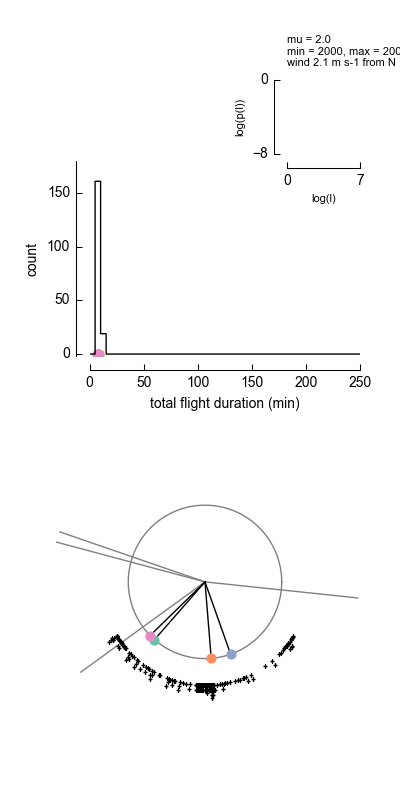 mu = 2.0
min = 2000, max = 200
wind 2.1 m s-1 from N
0
log(p(l))
−8
0 7
log(l)
150
100
50
0
count
0 50 100 150 200 250
total flight duration (min)